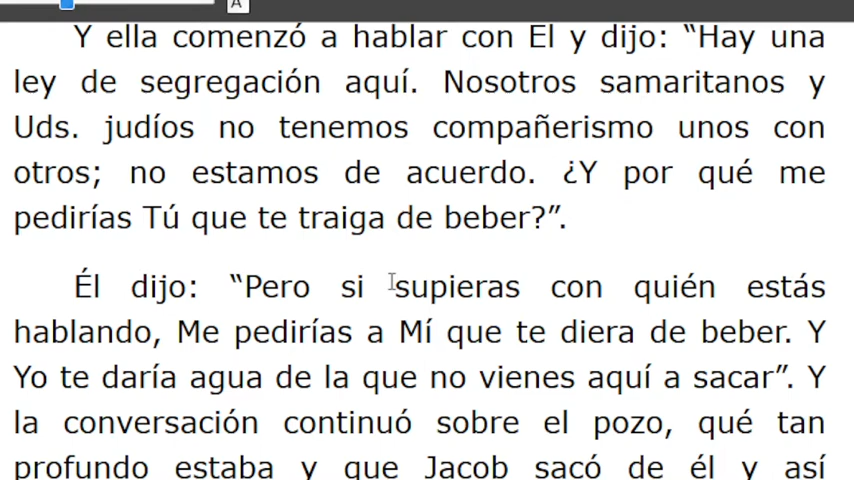 A
Y ella comenzó a hablar con Él y dijo: “Hay una
ley de segregación aquí. Nosotros samaritanos y
Uds. judíos no tenemos compañerismo unos con
otros; no estamos de acuerdo. ¿Y por qué me
pedirías Tú que te traiga de beber?”.
Él dijo: “Pero si supieras con quién estás
hablando, Me pedirías a Mí que te diera de beber. Y
Yo te daría agua de la que no vienes aquí a sacar”. Y
la conversación continuó sobre el pozo, qué tan
profundo estaba y que Jacob sacó de él y así